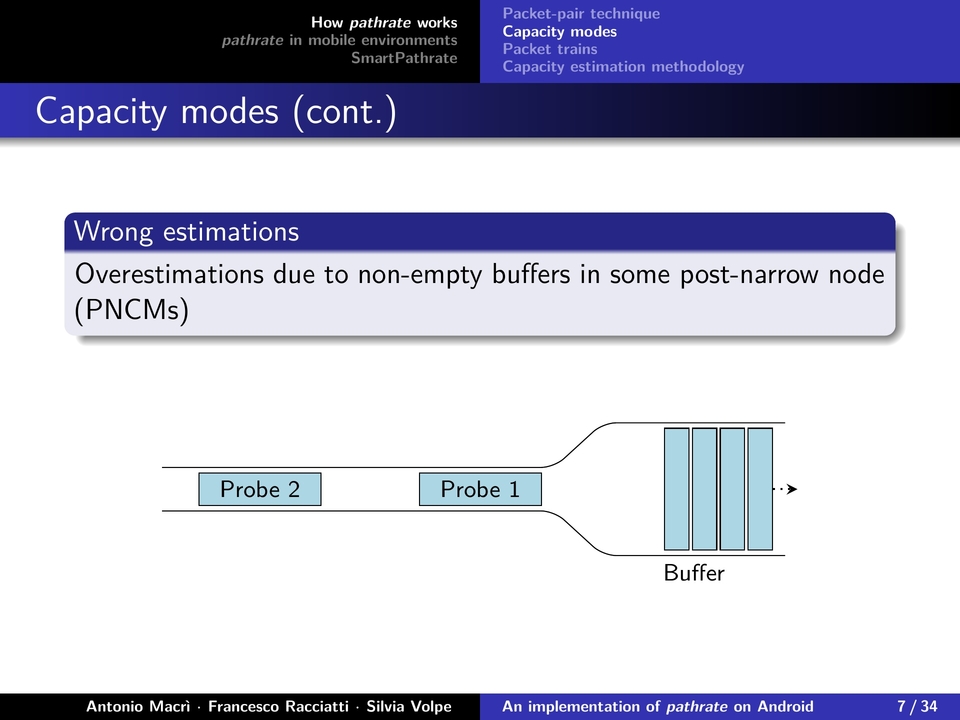 How pathrate works
pathrate in mobile environments
SmartPathrate
Packet-pair technique
Capacity modes
Packet trains
Capacity estimation methodology
Capacity modes (cont.)
Wrong estimations
Overestimations due to non-empty buffers in some post-narrow node
(PNCMs)
Probe 2
Probe 1
Buffer
Antonio Macrì · Francesco Racciatti · Silvia Volpe
An implementation of pathrate on Android
7 / 34